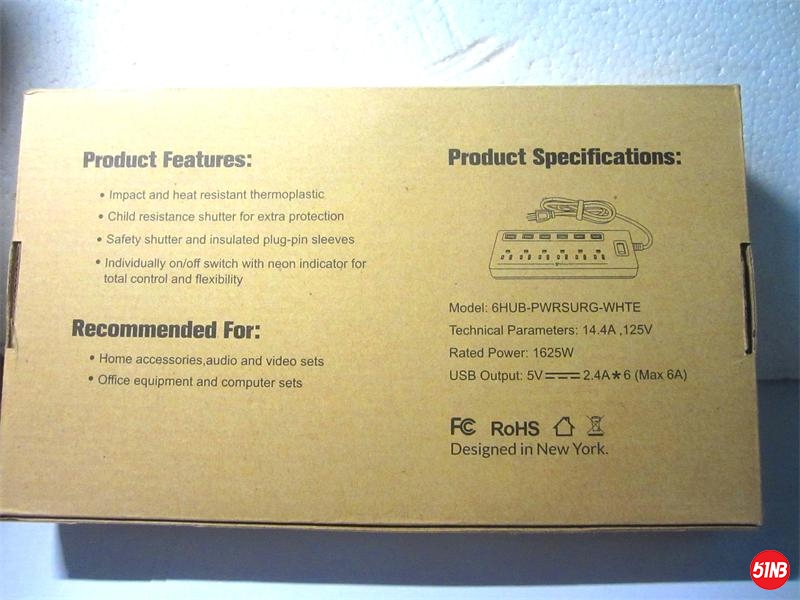 Product Features:
• Impact and heat resistant thermoplastic
• Child resistance shutter for extra protection
• Safety shutter and insulated plug-pin sleeves
• Individually on/off switch with neon indicator for
total control and flexibility
Recommended For:
• Home accessories,audio and video sets
• Office equipment and computer sets
Product Specifications:
Model: 6HUB-PWRSURG-WHTE
Technical Parameters: 14.4A ,125V
Rated Power: 1625W
USB Output: 5V⎓2.4A*6 (Max 6A)
FC RoHS
Designed in New York.
51NB